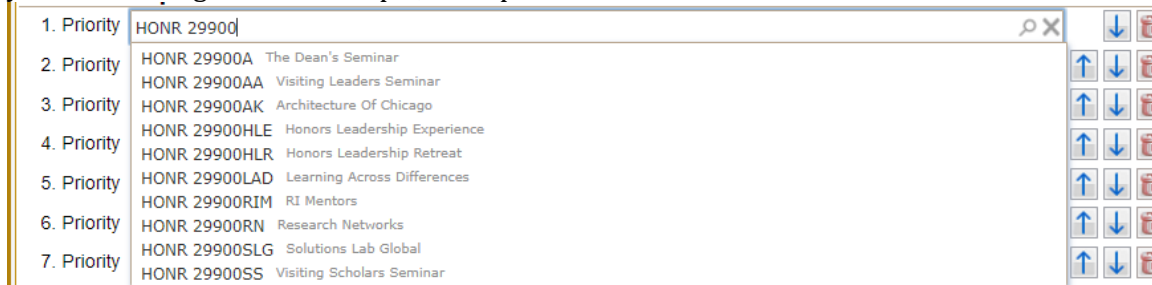 1. Priority HONR 29900
2. Priority HONR 29900A The Dean's Seminar
HONR 29900AA Visiting Leaders Seminar
3. Priority HONR 29900AK Architecture Of Chicago
HONR 29900HLE Honors Leadership Experience
4. Priority HONR 29900HLR Honors Leadership Retreat
5. Priority HONR 29900LAD Learning Across Differences
HONR 29900RIM RI Mentors
6. Priority HONR 29900RN Research Networks
HONR 29900SLG Solutions Lab Global
7. Priority HONR 29900SS Visiting Scholars Seminar